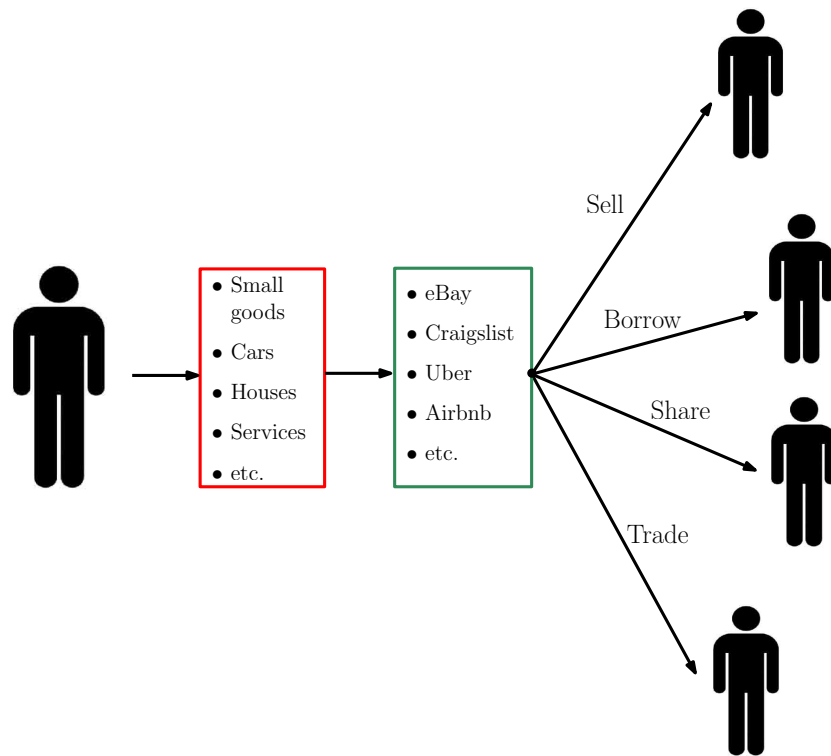 • Small
goods
• Cars
• Houses
• Services
• etc.
• eBay
• Craigslist
• Uber
• Airbnb
• etc.
Sell
Borrow
Share
Trade